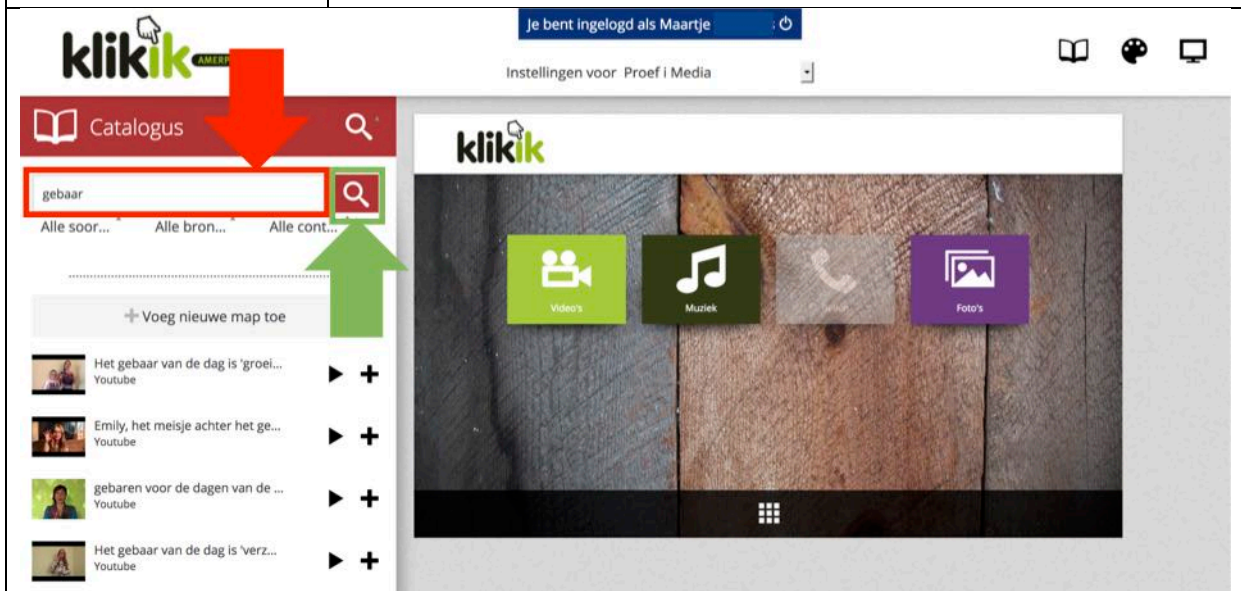 klikik
Je bent ingelogd als Maartje
Instellingen voor Proef i Media
Catalogus
gebaar
Alle soor... Alle bron... Alle cont...
+ Voeg nieuwe map toe
Het gebaar van de dag is 'groei...
Youtube
Emily, het meisje achter het ge...
Youtube
gebaren voor de dagen van de ...
Youtube
Het gebaar van de dag is 'verz...
Youtube
klikik
Video's
Muziek
Foto's